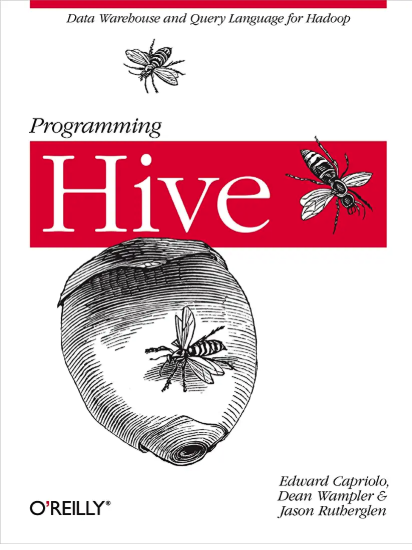 Data Warehouse and Query Language for Hadoop
Programming
Hive
Edward Capriolo,
Dean Wampler &
Jason Rutherglen
O'REILLY®